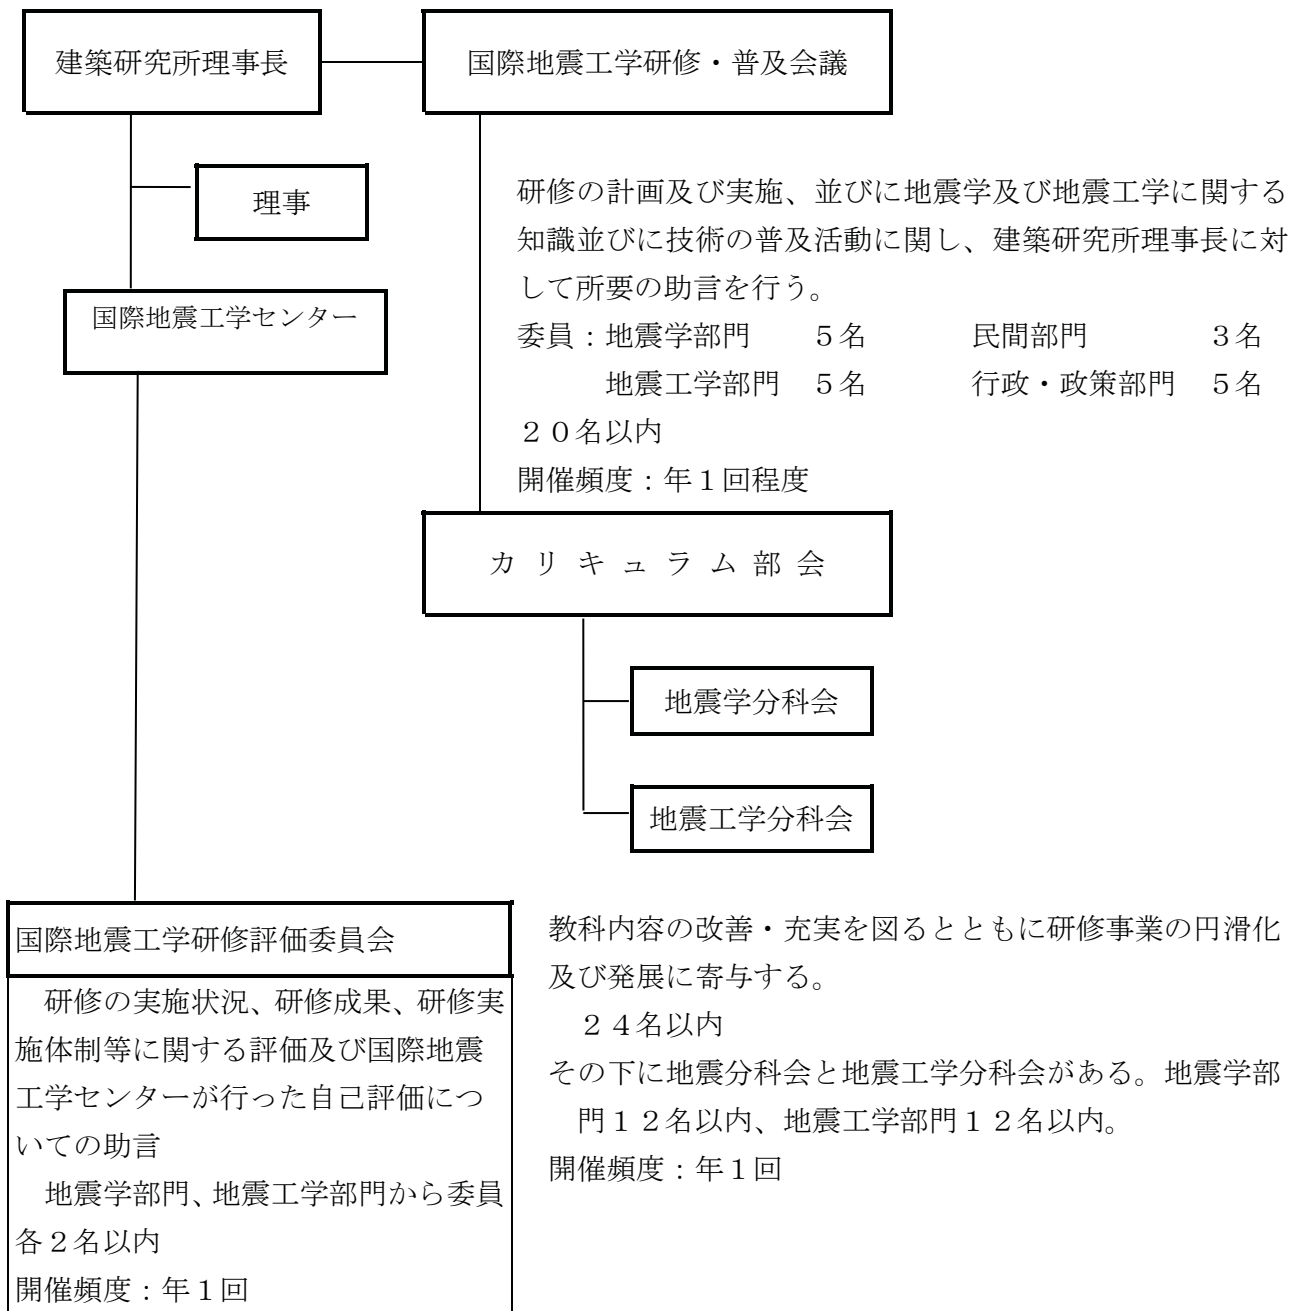 建築研究所理事長
国際地震工学研修・普及会議
理事
国際地震工学センター
研修の計画及び実施、並びに地震学及び地震工学に関する
知識並びに技術の普及活動に関し、建築研究所理事長に対
して所要の助言を行う。
委員：地震学部門　５名　民間部門　３名
地震工学部門　５名　行政・政策部門　５名
２０名以内
開催頻度：年１回程度
カリキュラム部会
地震学分科会
地震工学分科会
国際地震工学研修評価委員会
研修の実施状況、研修成果、研修実
施体制等に関する評価及び国際地震
工学センターが行った自己評価につ
いての助言
地震学部門、地震工学部門から委員
各２名以内
開催頻度：年１回
教科内容の改善・充実を図るとともに研修事業の円滑化
及び発展に寄与する。
２４名以内
その下に地震分科会と地震工学分科会がある。地震学部
門１２名以内、地震工学部門１２名以内。
開催頻度：年１回